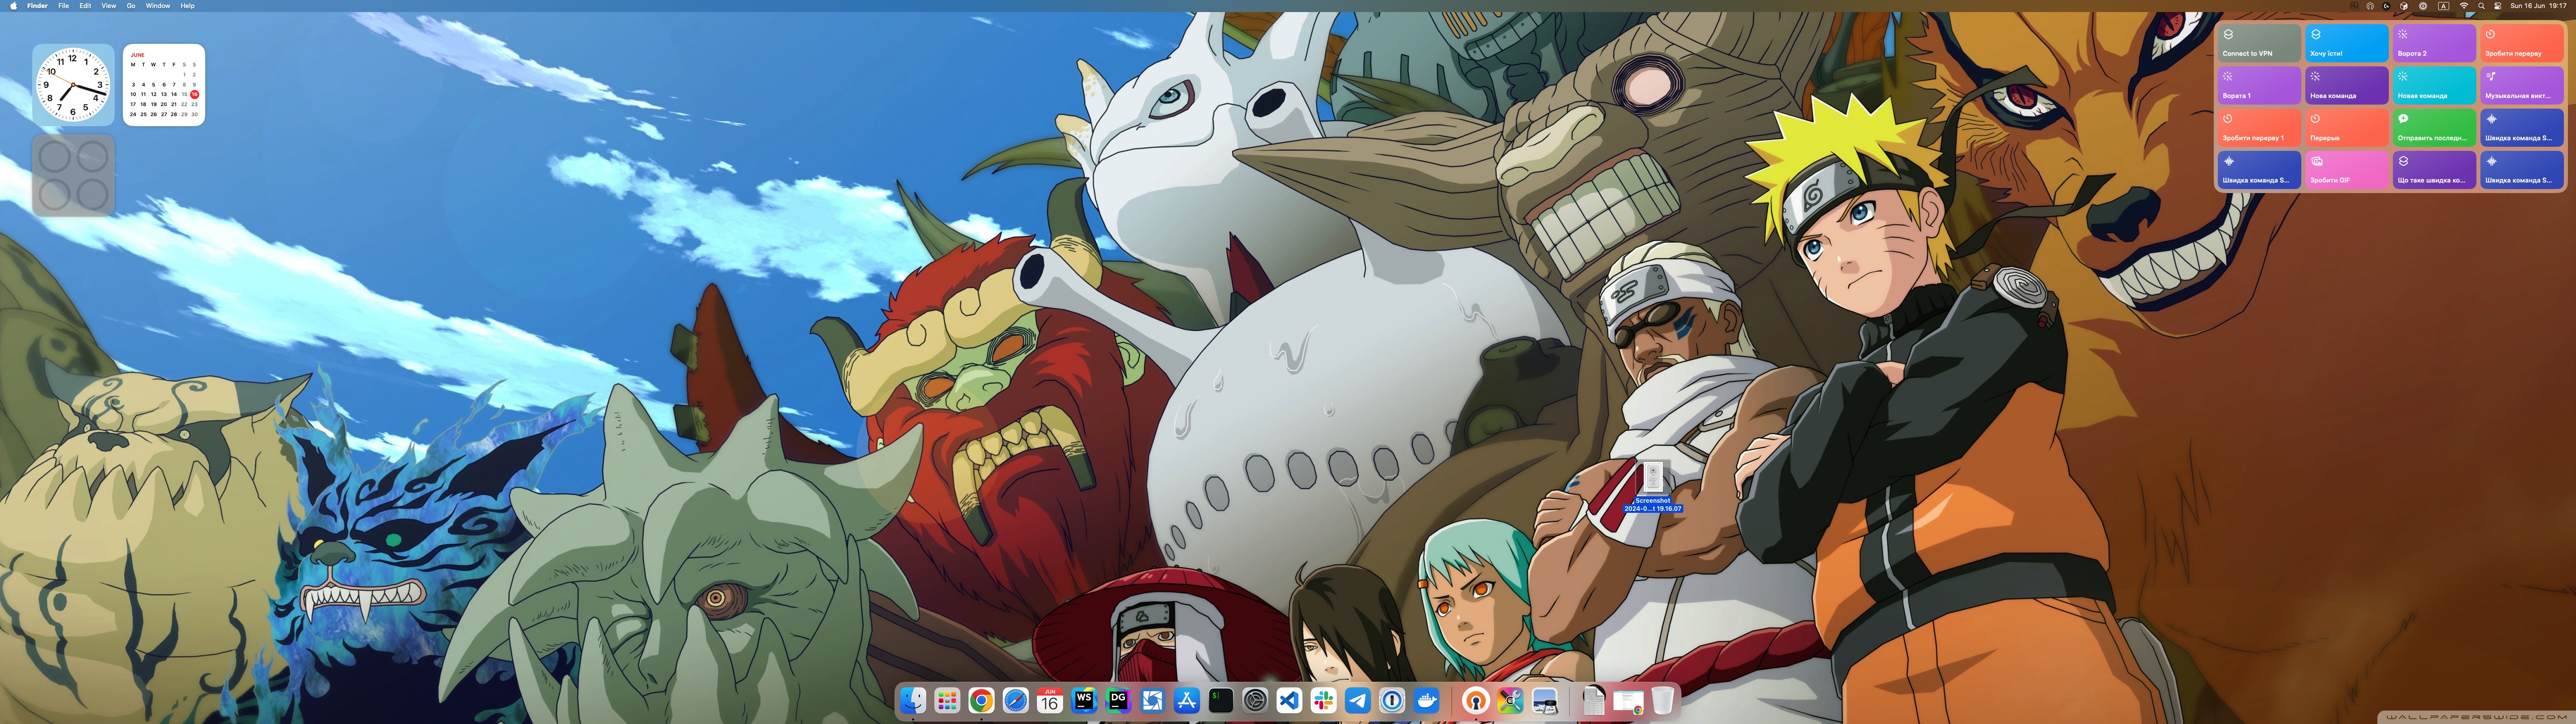 Finder File Edit View Go Window Help
A
Sun 16 Jun 19:17
12
1
2
3
4
5
6
7
8
9
10
11
JUNE
M T W T F S S
1 2
3 4 5 6 7 8 9
10 11 12 13 14 15 16
17 18 19 20 21 22 23
24 25 26 27 28 29 30
Connect to VPN
Хочу їсти!
Ворота 2
Зробити перерву
Вората 1
Нова команда
Новая команда
Музыкальная викт...
Зробити перерву 1
Перерыв
Отправить последн...
Швидка команда S...
Швидка команда S...
Зробити GIF
Що таке швидка ко...
Швидка команда S...
Screenshot
2024-0...t 19.16.07
JUN
16
WS
DG
$
WALLPAPERSWIDE.COM